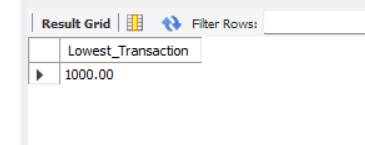 Result Grid Filter Rows:
Lowest_Transaction
1000.00